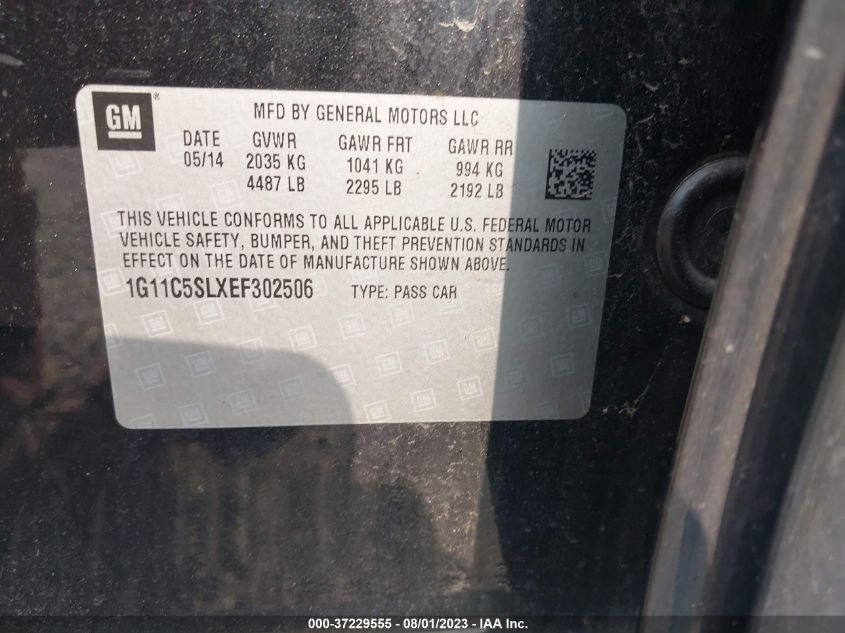 GM®
MFD BY GENERAL MOTORS LLC
DATE GVWR GAWR FRT GAWR RR
05/14 2035 KG 1041 KG 994 KG
4487 LB 2295 LB 2192 LB
THIS VEHICLE CONFORMS TO ALL APPLICABLE U.S. FEDERAL MOTOR
VEHICLE SAFETY, BUMPER, AND THEFT PREVENTION STANDARDS IN
EFFECT ON THE DATE OF MANUFACTURE SHOWN ABOVE.
1G11C5SLXEF302506 TYPE: PASS CAR
000-37229555 - 08/01/2023 - IAA Inc.